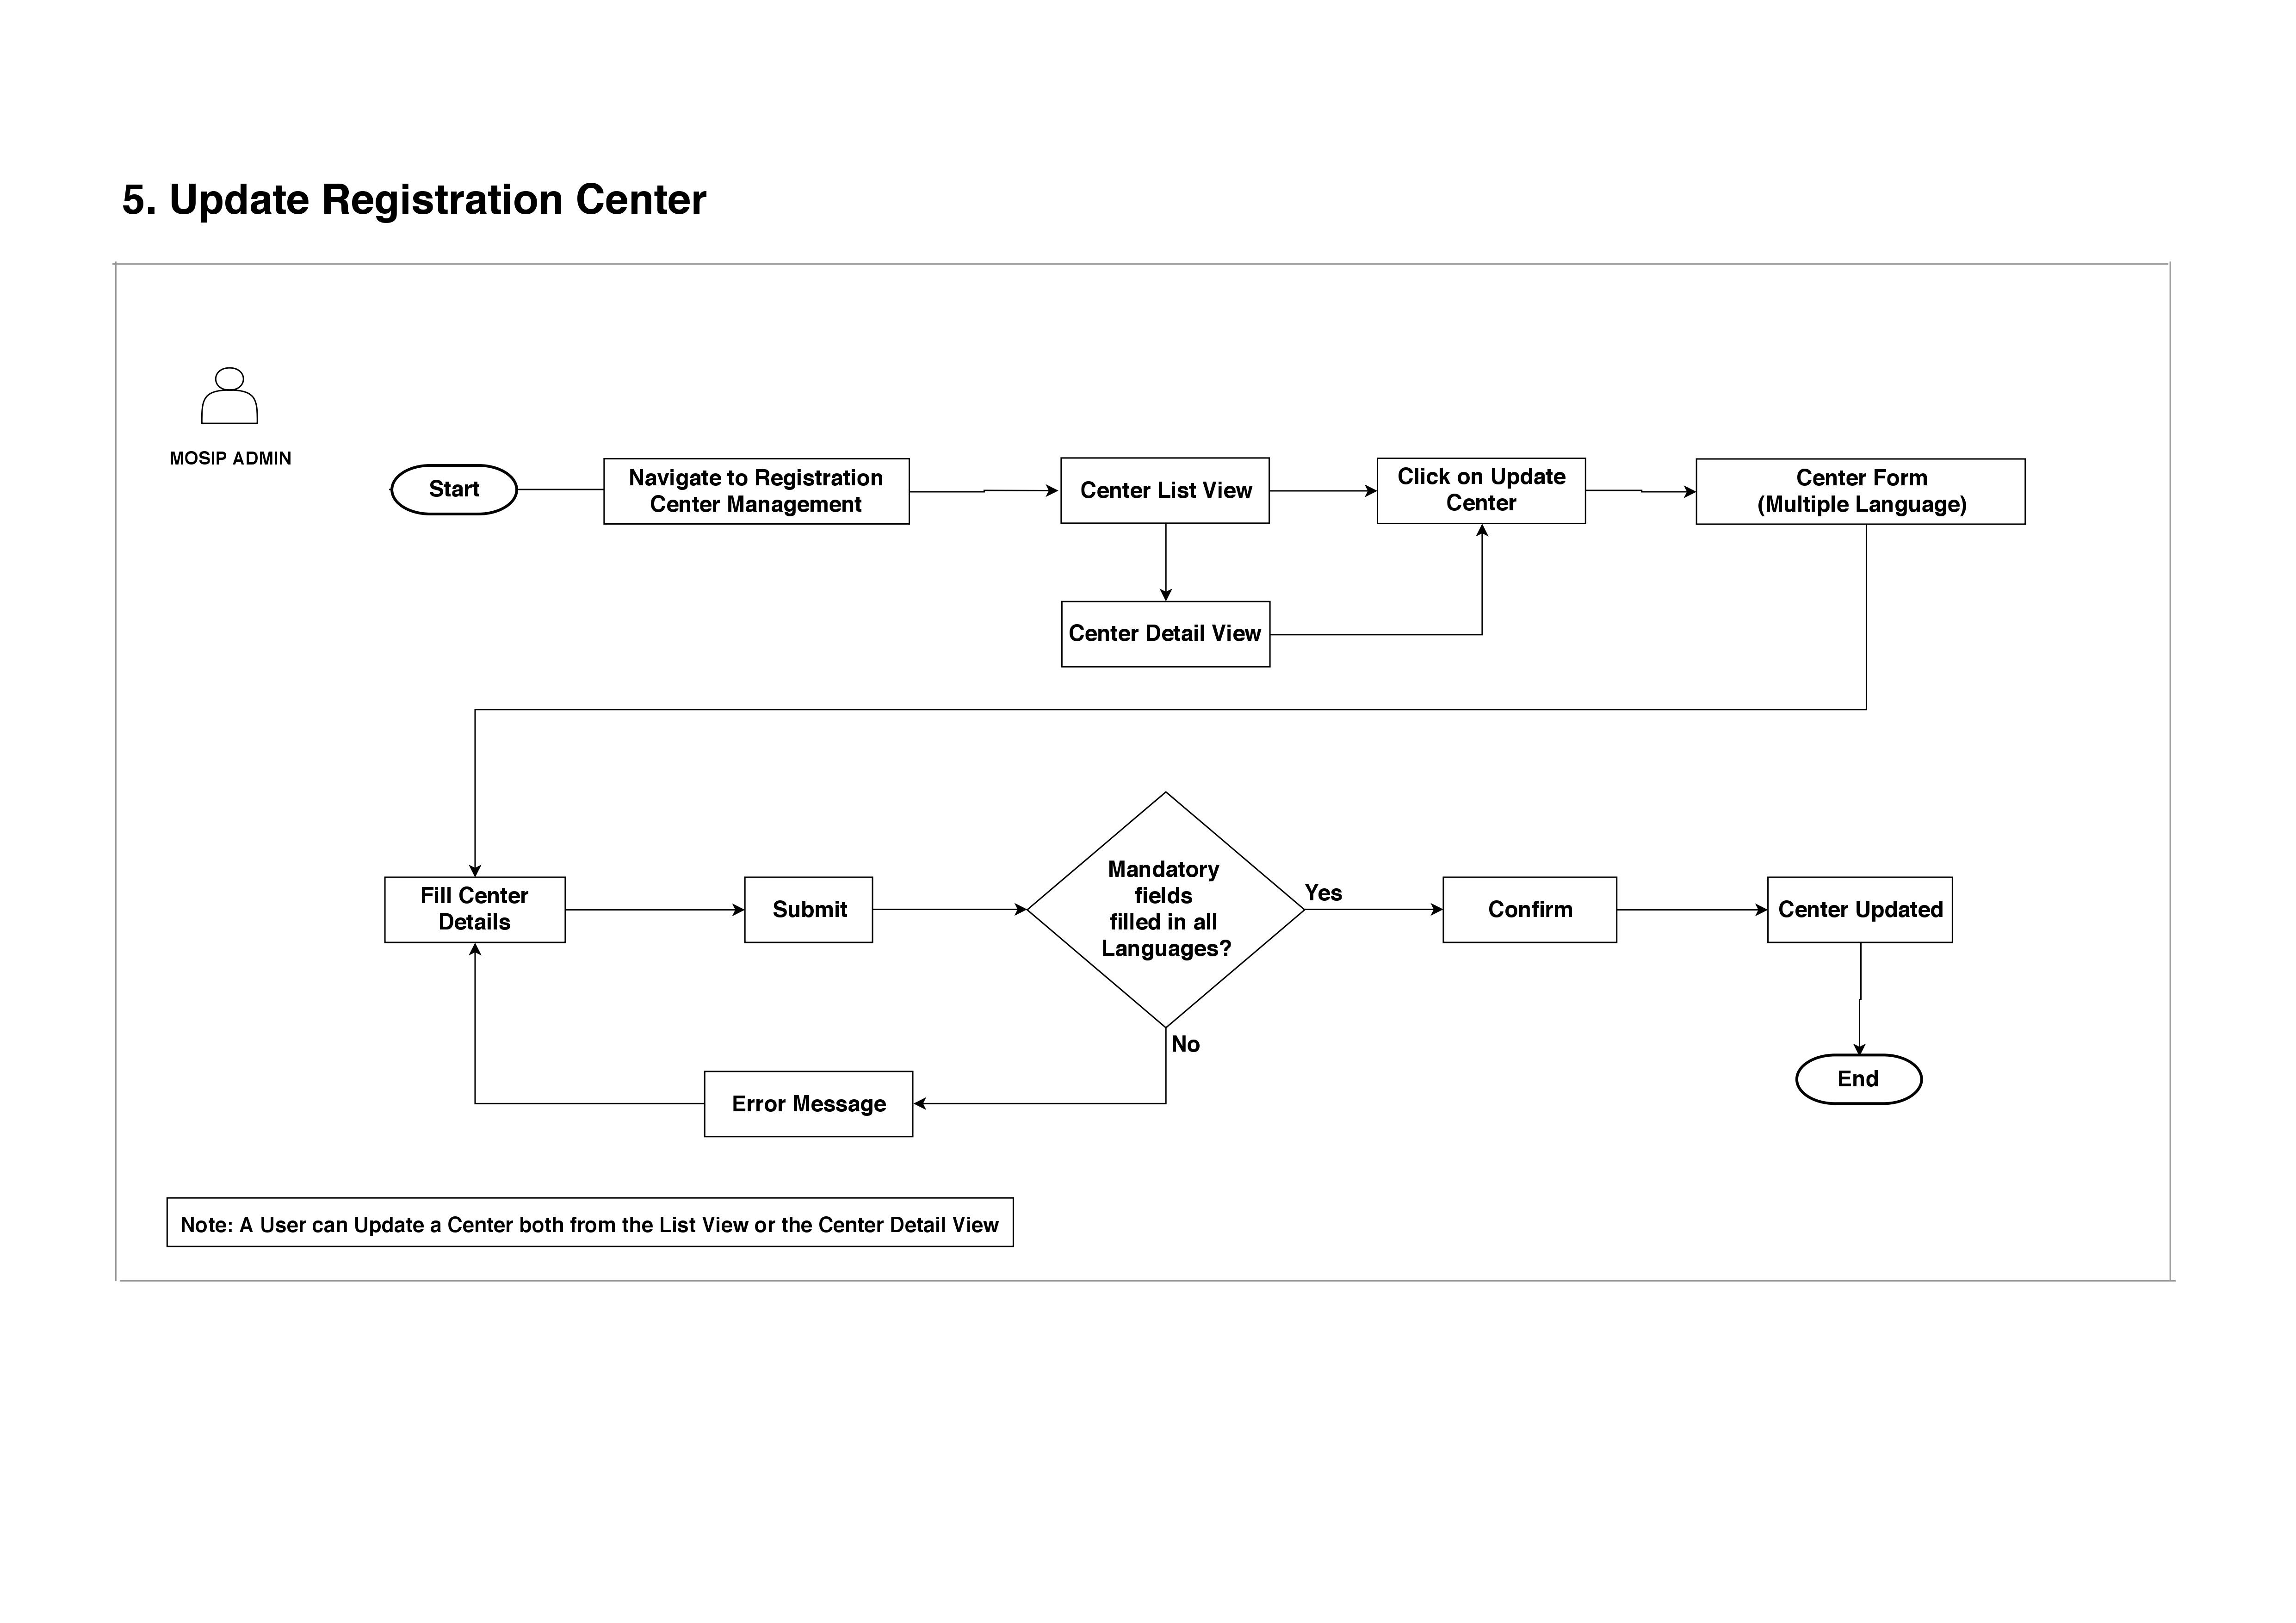 5. Update Registration Center
MOSIP ADMIN
Start
Navigate to Registration
Center Management
Center List View
Click on Update
Center
Center Form
(Multiple Language)
Center Detail View
Fill Center
Details
Submit
Mandatory
fields
filled in all
Languages?
Yes
Confirm
Center Updated
No
Error Message
End
Note: A User can Update a Center both from the List View or the Center Detail View